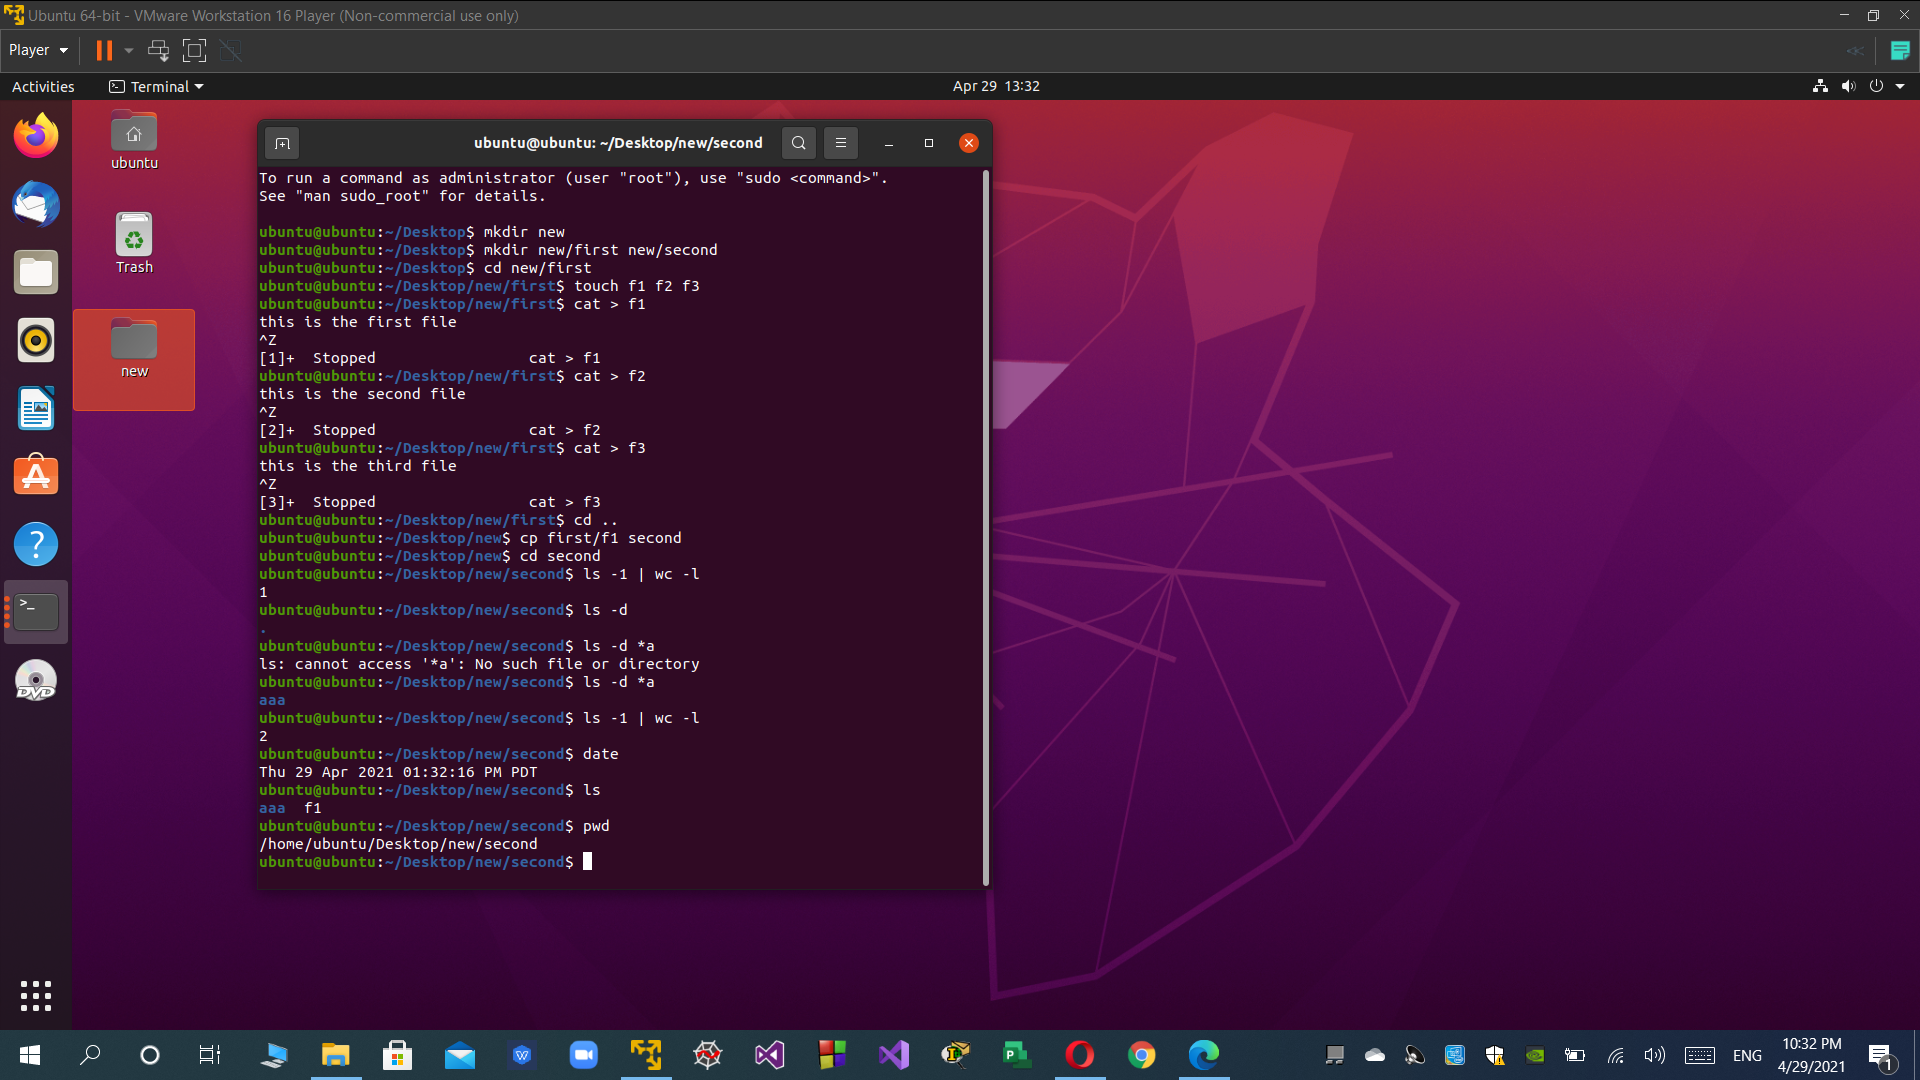 Ubuntu 64-bit - VMware Workstation 16 Player (Non-commercial use only)
Player
Activities
Terminal
Apr 29 13:32
ubuntu
Trash
new
ubuntu@ubuntu: ~/Desktop/new/second
To run a command as administrator (user "root"), use "sudo <command>".
See "man sudo_root" for details.
ubuntu@ubuntu:~/Desktop$ mkdir new
ubuntu@ubuntu:~/Desktop$ mkdir new/first new/second
ubuntu@ubuntu:~/Desktop$ cd new/first
ubuntu@ubuntu:~/Desktop/new/first$ touch f1 f2 f3
ubuntu@ubuntu:~/Desktop/new/first$ cat > f1
this is the first file
^Z
[1]+  Stopped                 cat > f1
ubuntu@ubuntu:~/Desktop/new/first$ cat > f2
this is the second file
^Z
[2]+  Stopped                 cat > f2
ubuntu@ubuntu:~/Desktop/new/first$ cat > f3
this is the third file
^Z
[3]+  Stopped                 cat > f3
ubuntu@ubuntu:~/Desktop/new/first$ cd ..
ubuntu@ubuntu:~/Desktop/new$ cp first/f1 second
ubuntu@ubuntu:~/Desktop/new$ cd second
ubuntu@ubuntu:~/Desktop/new/second$ ls -1 | wc -l
1
ubuntu@ubuntu:~/Desktop/new/second$ ls -d
.
ubuntu@ubuntu:~/Desktop/new/second$ ls -d *a
ls: cannot access '*a': No such file or directory
ubuntu@ubuntu:~/Desktop/new/second$ ls -d *a
aaa
ubuntu@ubuntu:~/Desktop/new/second$ ls -1 | wc -l
2
ubuntu@ubuntu:~/Desktop/new/second$ date
Thu 29 Apr 2021 01:32:16 PM PDT
ubuntu@ubuntu:~/Desktop/new/second$ ls
aaa  f1
ubuntu@ubuntu:~/Desktop/new/second$ pwd
/home/ubuntu/Desktop/new/second
ubuntu@ubuntu:~/Desktop/new/second$
DVD
ENG
10:32 PM
4/29/2021
1